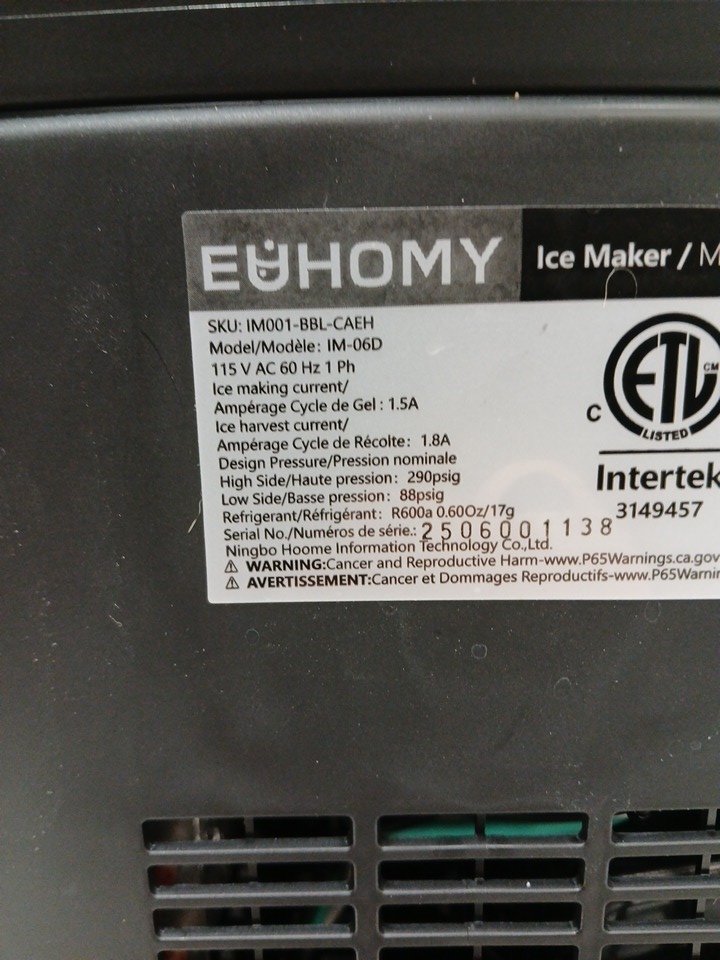 EUHOMY
Ice Maker /
SKU: IM001-BBL-CAEH
Model/Modèle: IM-06D
115 V AC 60 Hz 1 Ph
Ice making current/
Ampérage Cycle de Gel : 1.5A
Ice harvest current/
Ampérage Cycle de Récolte: 1.8A
Design Pressure/Pression nominale
High Side/Haute pression: 290psig
Low Side/Basse pression: 88psig
Refrigerant/Réfrigérant: R600a 0.60Oz/17g
Serial No./Numéros de série.: 2506001138
Ningbo Hoome Information Technology Co.,Ltd.
⚠ WARNING:Cancer and Reproductive Harm-www.P65Warnings.ca.gov
⚠ AVERTISSEMENT:Cancer et Dommages Reproductifs-www.P65Warnin
C ETL CM
LISTED
Intertek
3149457